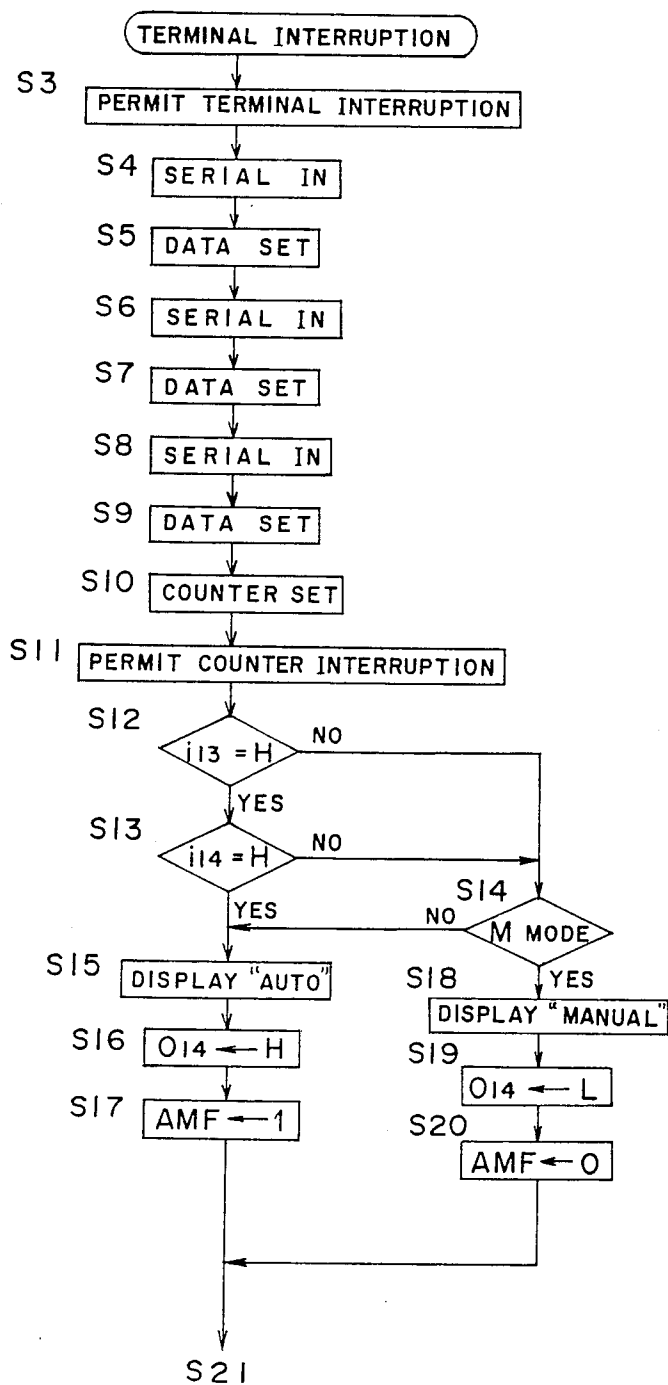 TERMINAL INTERRUPTION
S3
PERMIT TERMINAL INTERRUPTION
S4
SERIAL IN
S5
DATA SET
S6
SERIAL IN
S7
DATA SET
S8
SERIAL IN
S9
DATA SET
S10
COUNTER SET
S11
PERMIT COUNTER INTERRUPTION
S12
i13 = H
NO
YES
S13
i14 = H
NO
YES
S14
M MODE
NO
YES
S15
DISPLAY "AUTO"
S18
DISPLAY "MANUAL"
S16
O14 ← H
S19
O14 ← L
S17
AMF ← 1
S20
AMF ← 0
S21